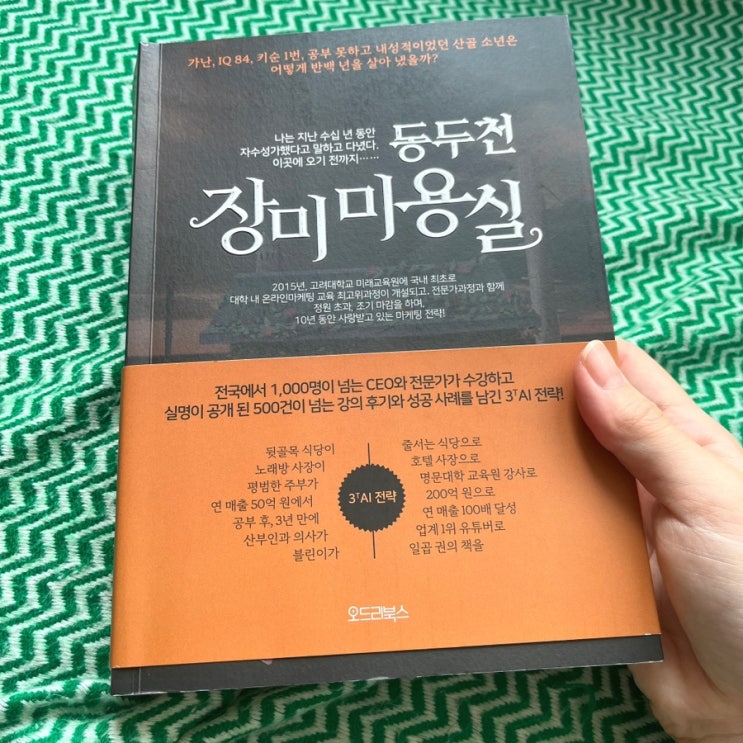 가난, IQ 84, 키순 1번, 공부 못하고 내성적이었던 산골 소년은
어떻게 반백 년을 살아 냈을까?
나는 지난 수십 년 동안
자수성가했다고 말하고 다녔다.
이곳에 오기 전까지……
동두천
장미 미용실
2015년, 고려대학교 미래교육원에 국내 최초로
대학 내 온라인마케팅 교육 최고위과정이 개설되고, 전문가과정과 함께
정원 초과, 조기 마감을 하며,
10년 동안 사랑받고 있는 마케팅 전략!
전국에서 1,000명이 넘는 CEO와 전문가가 수강하고
실명이 공개 된 500건이 넘는 강의 후기와 성공 사례를 남긴 3ᵀAI 전략!
뒷골목 식당이
노래방 사장이
평범한 주부가
연 매출 50억 원에서
공부 후, 3년 만에
산부인과 의사가
블린이가
3ᵀAI 전략
줄서는 식당으로
호텔 사장으로
명문대학 교육원 강사로
200억 원으로
연 매출 100배 달성
업계 1위 유튜버로
일곱 권의 책을
오드리북스